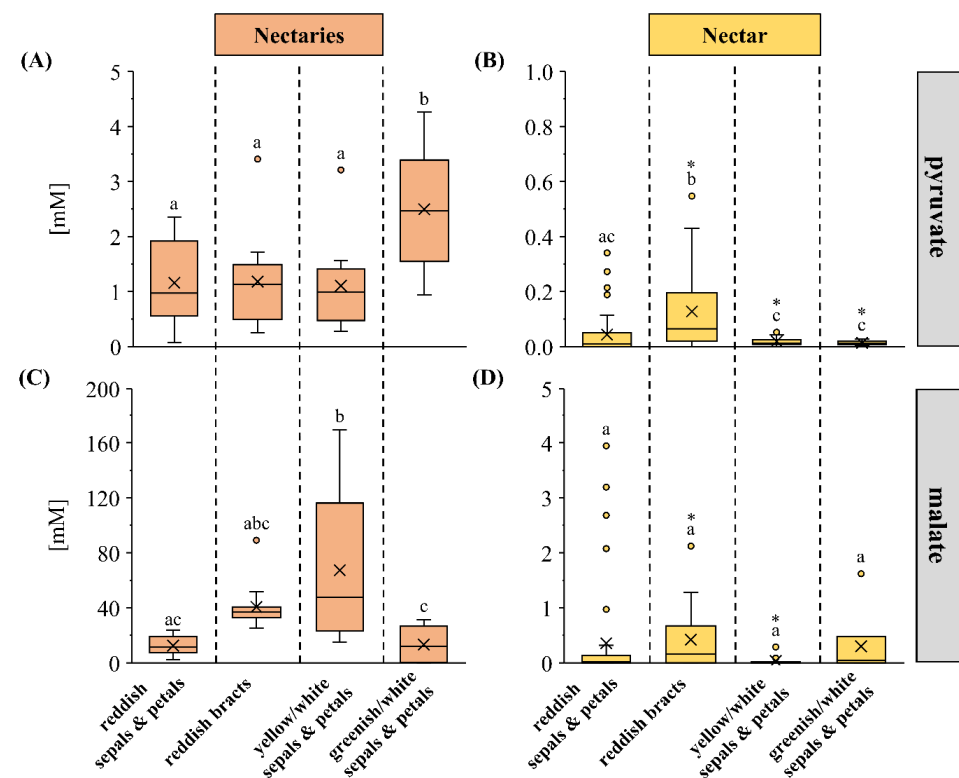 Nectaries
Nectar
(A)
(B)
5
4
3
2
1
0
[mM]
a
a
a
b
1.0
0.8
0.6
0.4
0.2
0.0
ac
*
b
*
c
*
c
pyruvate
(C)
(D)
200
160
120
80
40
0
[mM]
ac
abc
b
c
5
4
3
2
1
0
a
*
a
*
a
a
malate
reddish
sepals & petals
reddish bracts
yellow/white
sepals & petals
greenish/white
sepals & petals
reddish
sepals & petals
reddish bracts
yellow/white
sepals & petals
greenish/white
sepals & petals